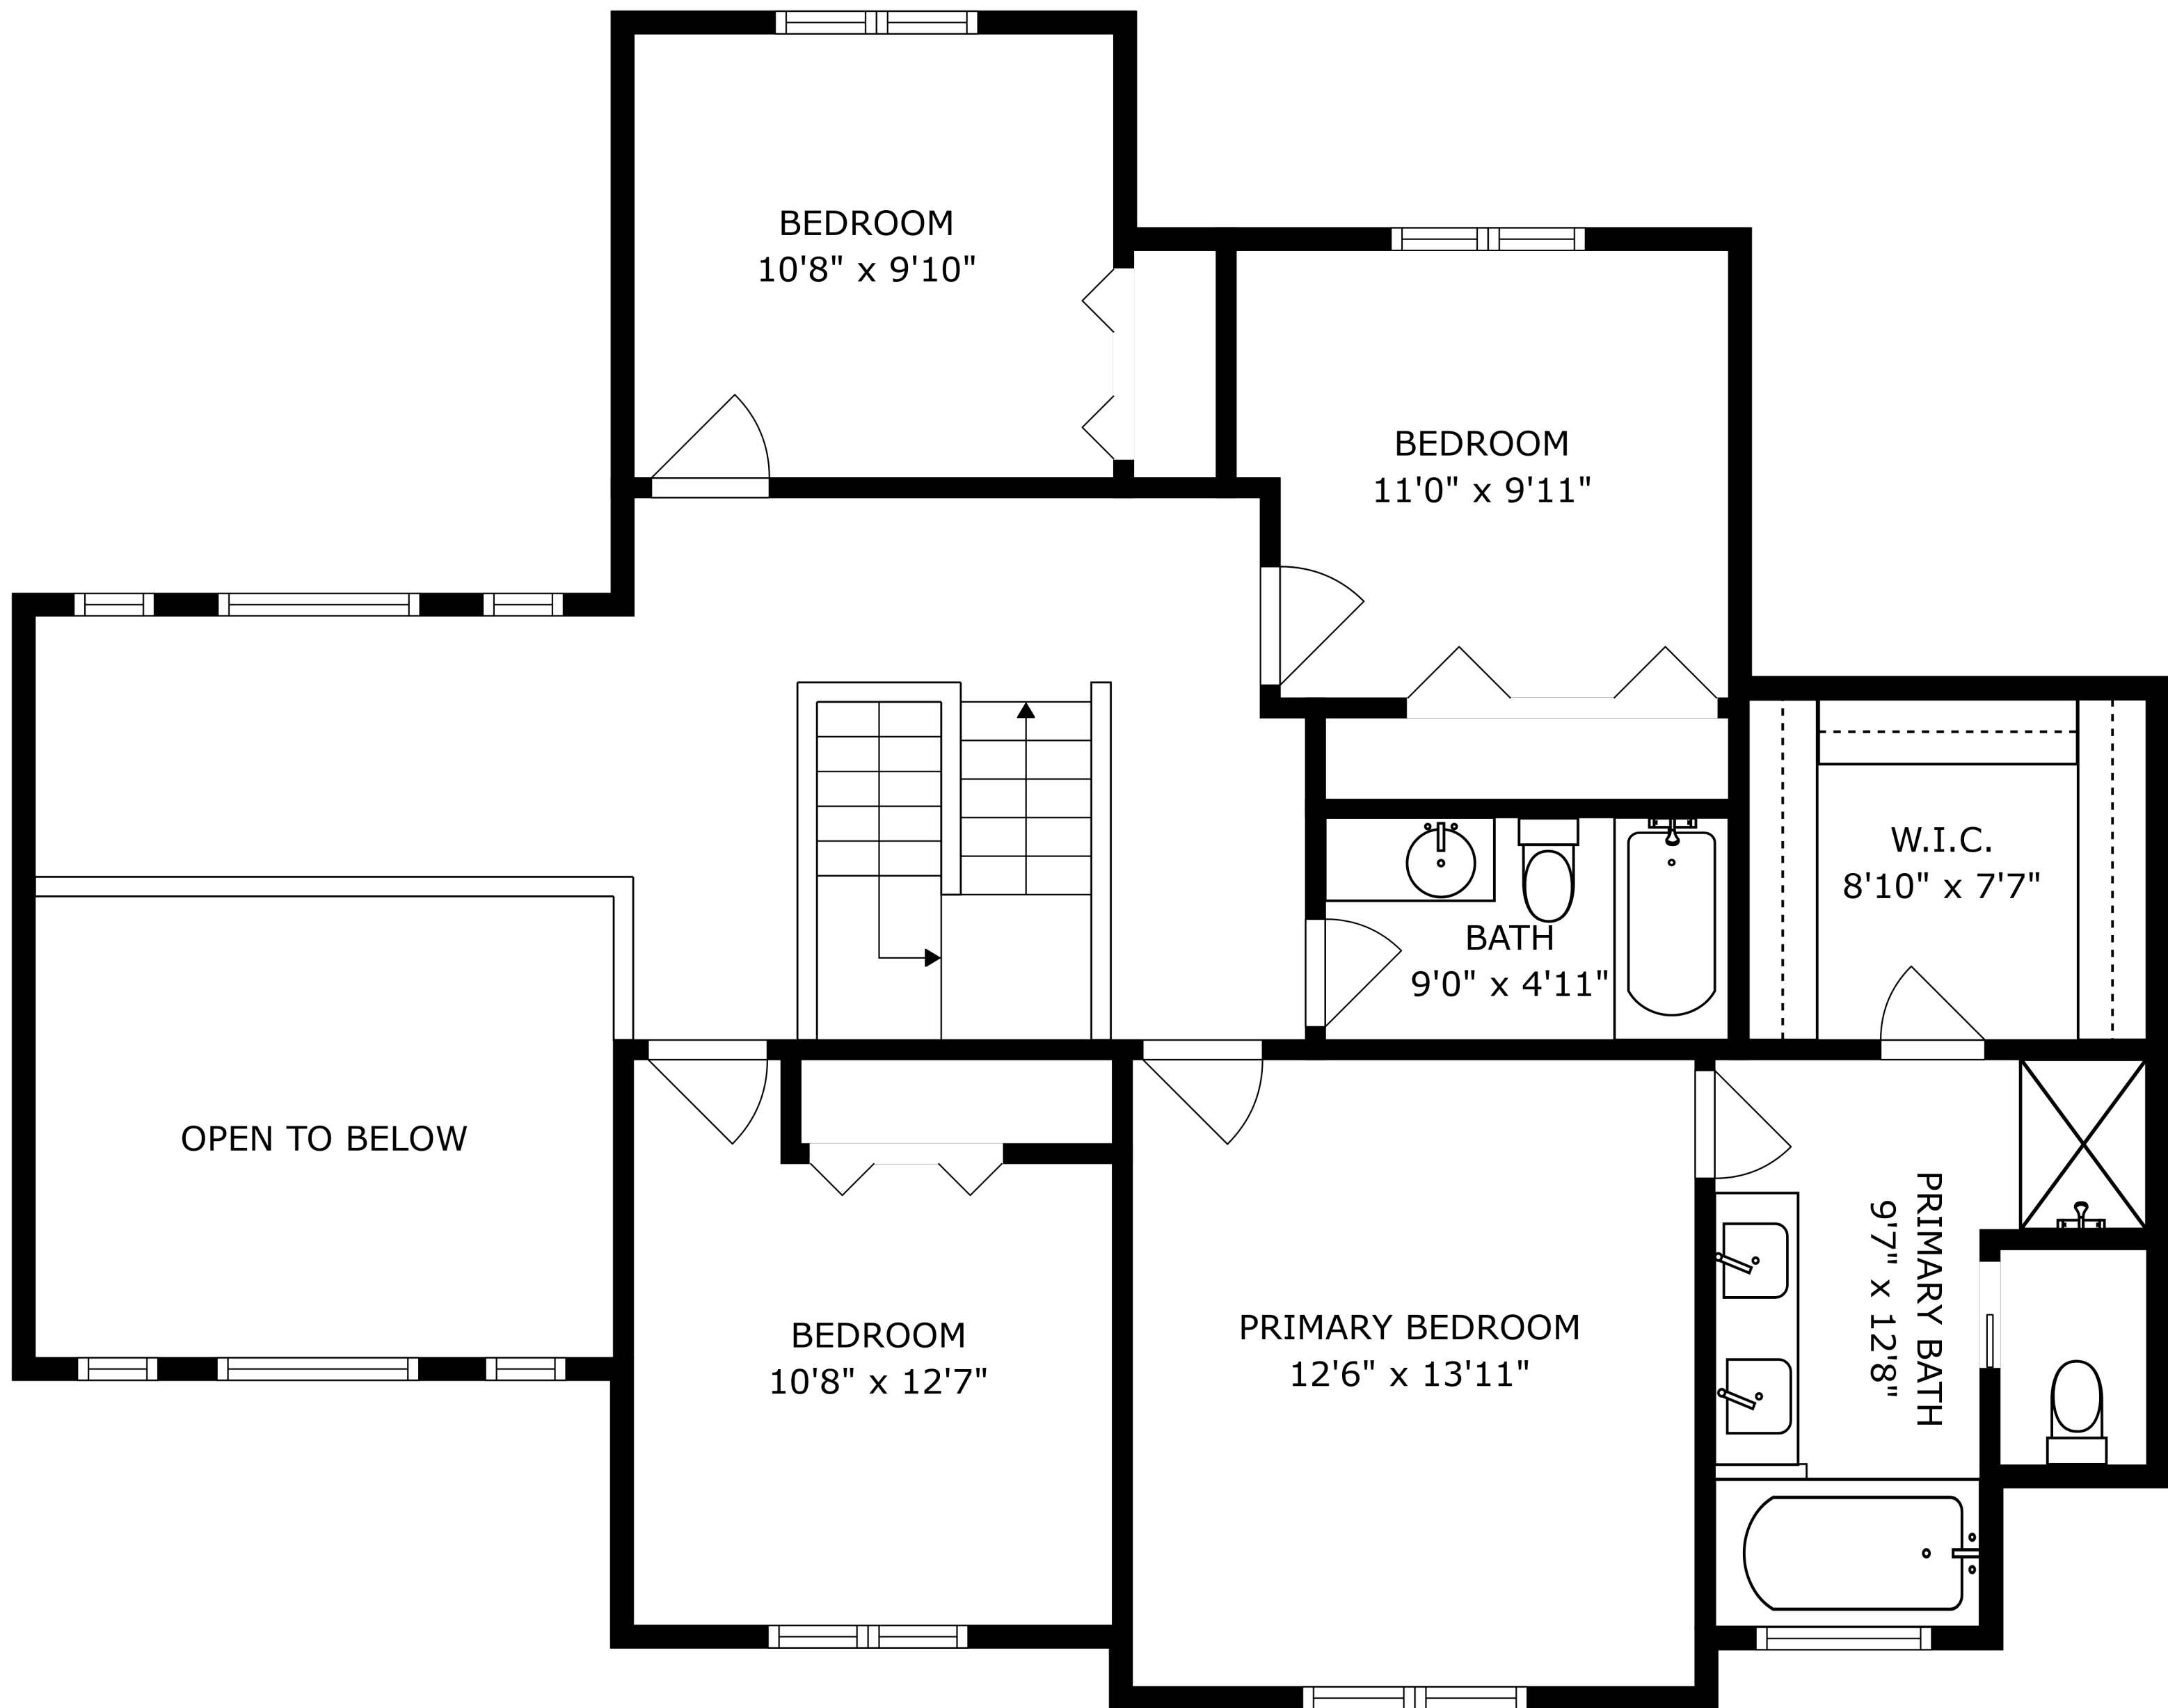 BEDROOM
10'8" x 9'10"
BEDROOM
11'0" x 9'11"
W.I.C.
8'10" x 7'7"
BATH
9'0" x 4'11"
OPEN TO BELOW
BEDROOM
10'8" x 12'7"
PRIMARY BEDROOM
12'6" x 13'11"
PRIMARY BATH
9'7" x 12'8"